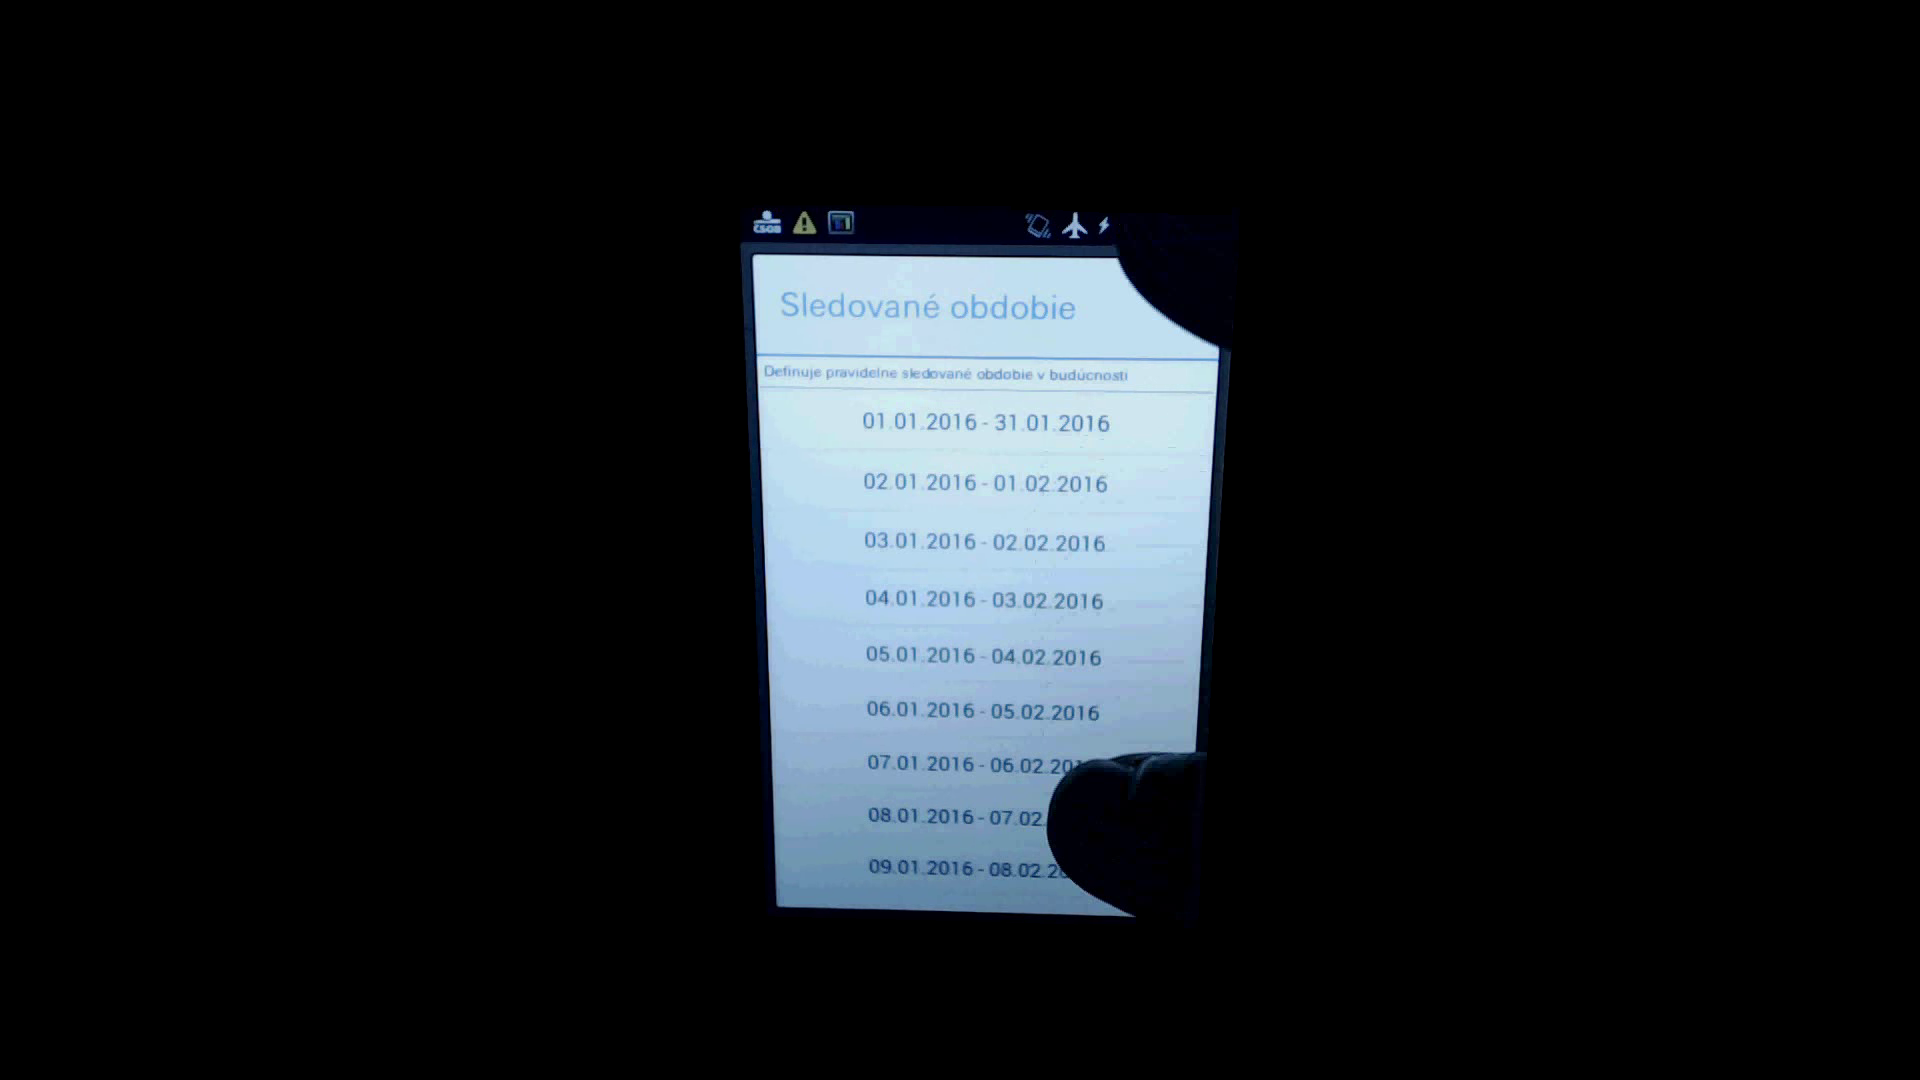 ČSOB
Sledované obdobie
Definuje pravidelne sledované obdobie v budúcnosti
01.01.2016 - 31.01.2016
02.01.2016 - 01.02.2016
03.01.2016 - 02.02.2016
04.01.2016 - 03.02.2016
05.01.2016 - 04.02.2016
06.01.2016 - 05.02.2016
07.01.2016 - 06.02.201
08.01.2016 - 07.02.
09.01.2016 - 08.02.20